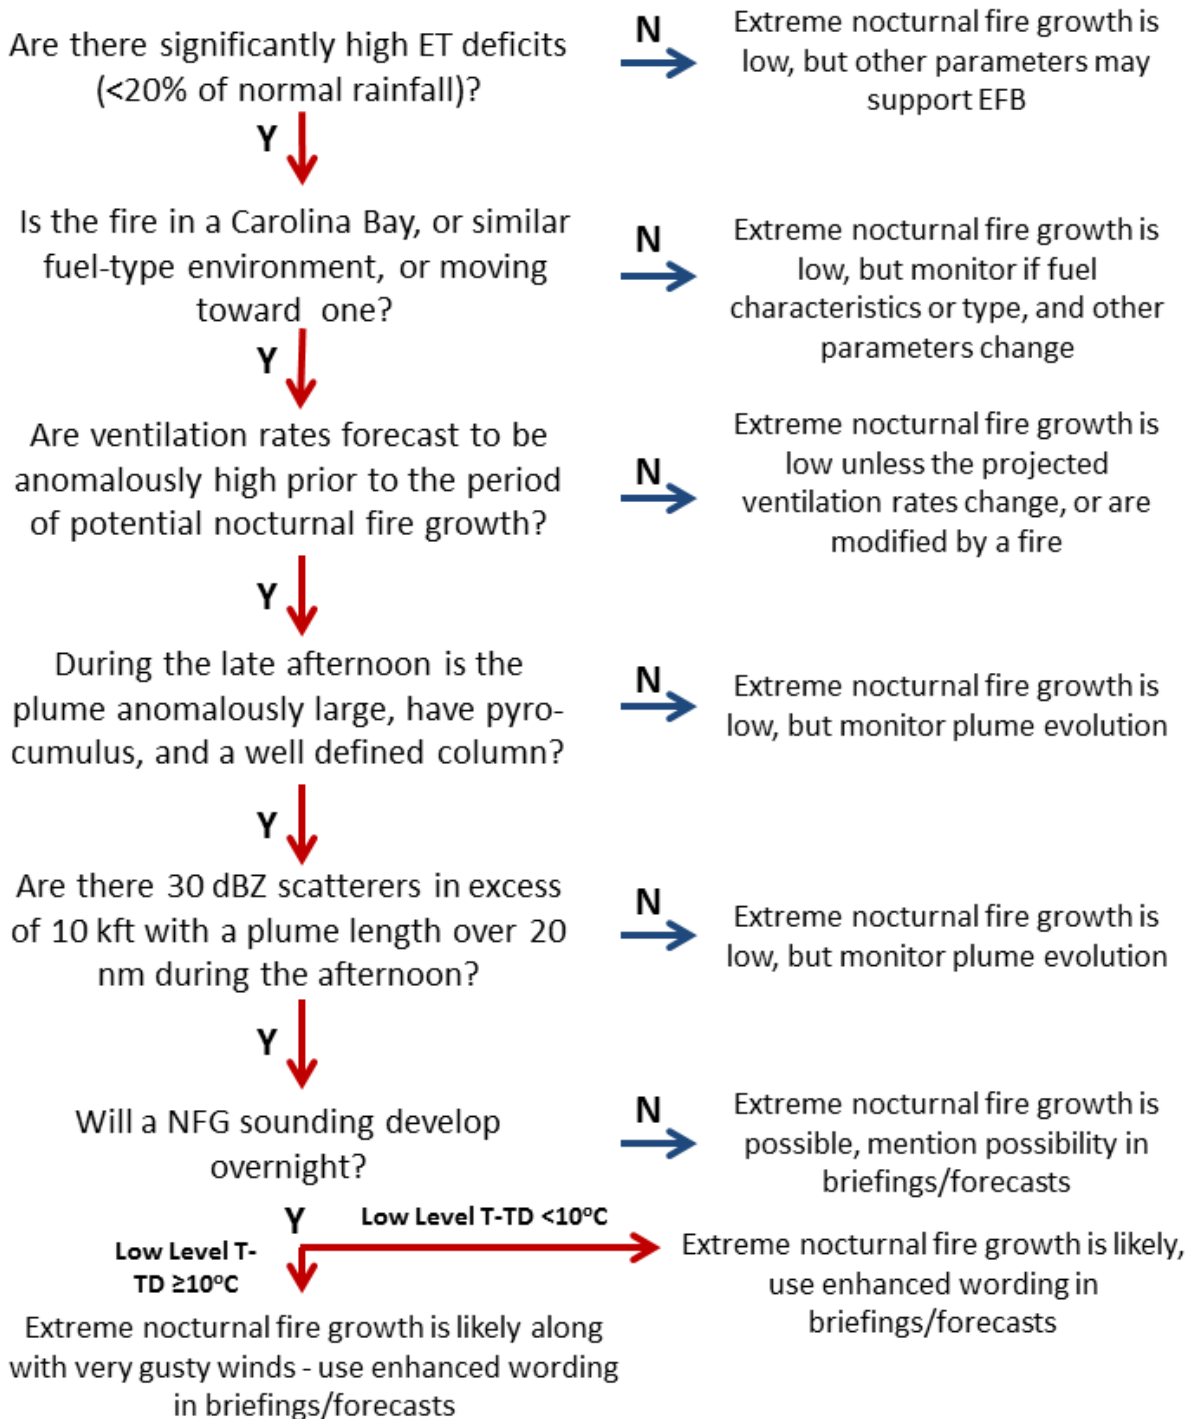 Are there significantly high ET deficits
(<20% of normal rainfall)?
N
Extreme nocturnal fire growth is
low, but other parameters may
support EFB
Y
Is the fire in a Carolina Bay, or similar
fuel-type environment, or moving
toward one?
N
Extreme nocturnal fire growth is
low, but monitor if fuel
characteristics or type, and other
parameters change
Y
Are ventilation rates forecast to be
anomalously high prior to the period
of potential nocturnal fire growth?
N
Extreme nocturnal fire growth is
low unless the projected
ventilation rates change, or are
modified by a fire
Y
During the late afternoon is the
plume anomalously large, have pyro-
cumulus, and a well defined column?
N
Extreme nocturnal fire growth is
low, but monitor plume evolution
Y
Are there 30 dBZ scatterers in excess
of 10 kft with a plume length over 20
nm during the afternoon?
N
Extreme nocturnal fire growth is
low, but monitor plume evolution
Y
Will a NFG sounding develop
overnight?
N
Extreme nocturnal fire growth is
possible, mention possibility in
briefings/forecasts
Y
Low Level T-TD <10°C
Extreme nocturnal fire growth is likely,
use enhanced wording in
briefings/forecasts
Low Level T-
TD ≥10°C
Extreme nocturnal fire growth is likely along
with very gusty winds - use enhanced wording
in briefings/forecasts